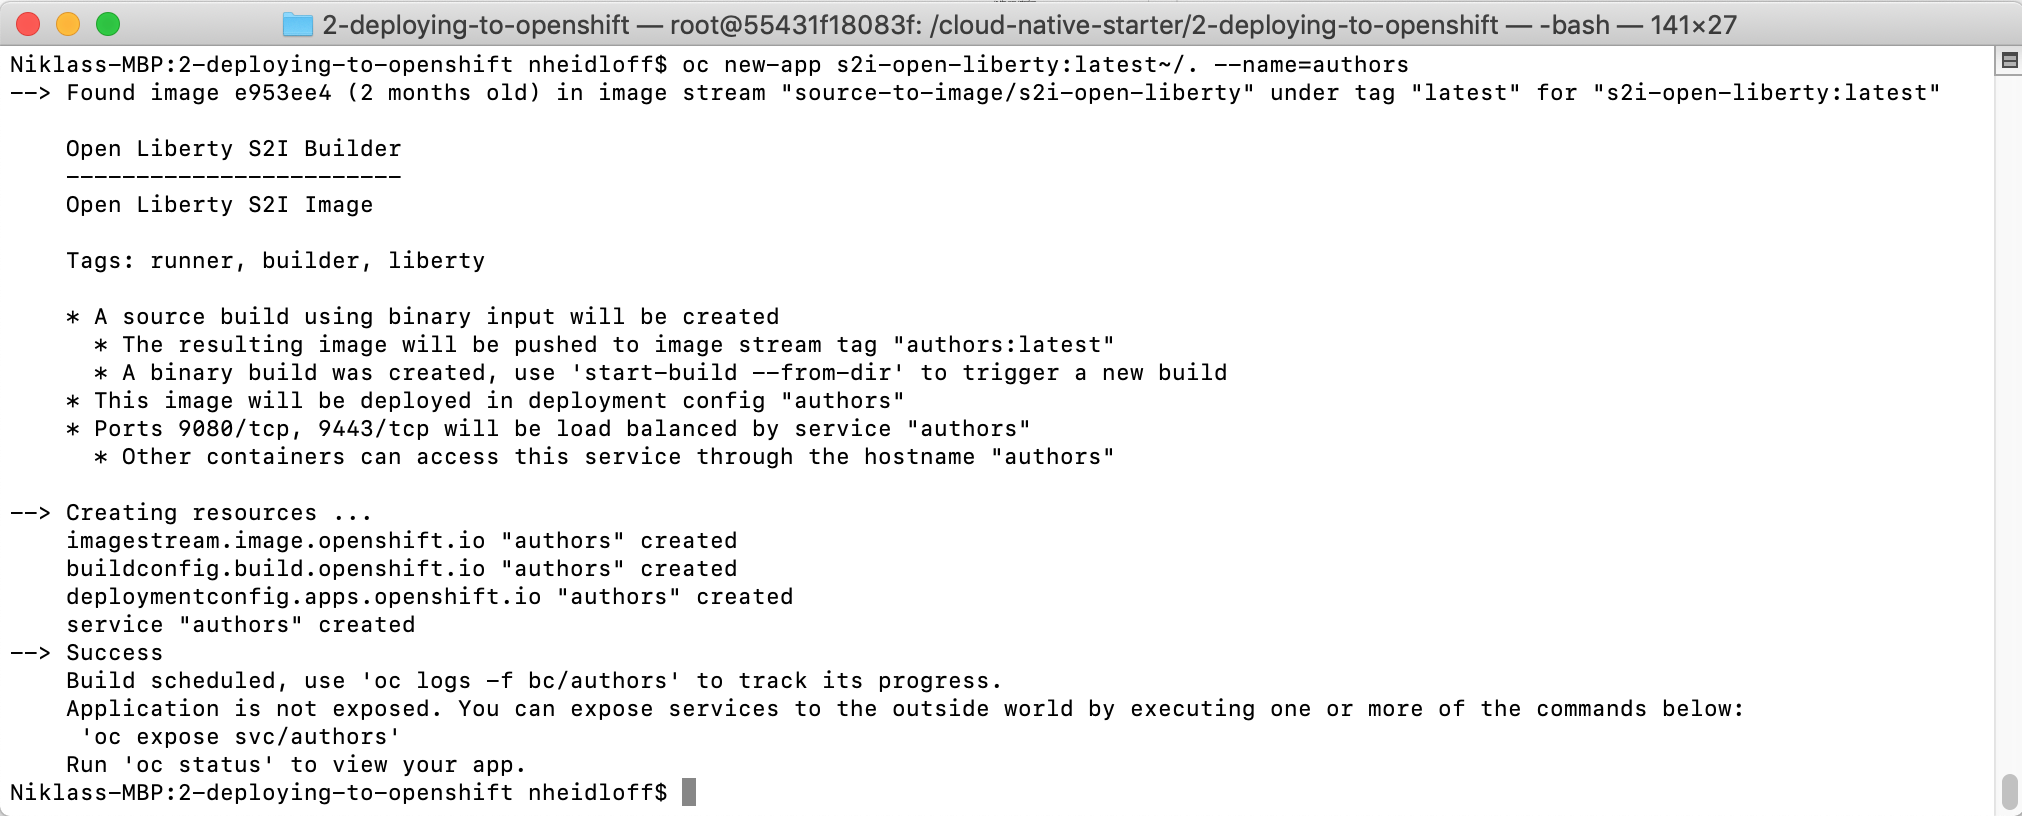 2-deploying-to-openshift — root@55431f18083f: /cloud-native-starter/2-deploying-to-openshift — -bash — 141×27
Niklass-MBP:2-deploying-to-openshift nheidloff$ oc new-app s2i-open-liberty:latest~/. --name=authors
--> Found image e953ee4 (2 months old) in image stream "source-to-image/s2i-open-liberty" under tag "latest" for "s2i-open-liberty:latest"
Open Liberty S2I Builder
------------------------
Open Liberty S2I Image
Tags: runner, builder, liberty
* A source build using binary input will be created
* The resulting image will be pushed to image stream tag "authors:latest"
* A binary build was created, use 'start-build --from-dir' to trigger a new build
* This image will be deployed in deployment config "authors"
* Ports 9080/tcp, 9443/tcp will be load balanced by service "authors"
* Other containers can access this service through the hostname "authors"
--> Creating resources ...
imagestream.image.openshift.io "authors" created
buildconfig.build.openshift.io "authors" created
deploymentconfig.apps.openshift.io "authors" created
service "authors" created
--> Success
Build scheduled, use 'oc logs -f bc/authors' to track its progress.
Application is not exposed. You can expose services to the outside world by executing one or more of the commands below:
'oc expose svc/authors'
Run 'oc status' to view your app.
Niklass-MBP:2-deploying-to-openshift nheidloff$